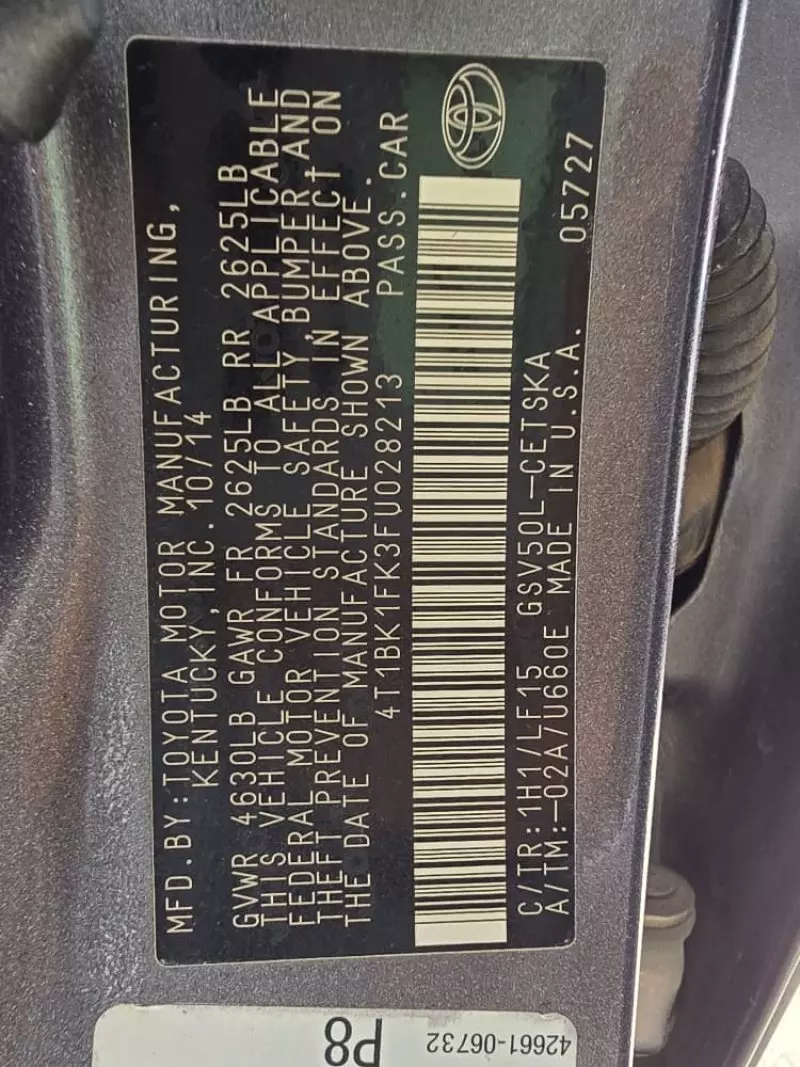 MFD.BY:TOYOTA MOTOR MANUFACTURING,
KENTUCKY,INC. 10/14
GVWR 4630LB GAWR FR 2625LB RR 2625LB
THIS VEHICLE CONFORMS TO ALL APPLICABLE
FEDERAL MOTOR VEHICLE SAFETY,BUMPER,AND
THEFT PREVENTION STANDARDS IN EFFECT ON
THE DATE OF MANUFACTURE SHOWN ABOVE.
4T1BK1FK3FU028213 PASS.CAR
C/TR:1H1/LF15 GSV50L-CETSKA
A/TM:-02A/U660E MADE IN U.S.A. 05727
42661-06732
P8